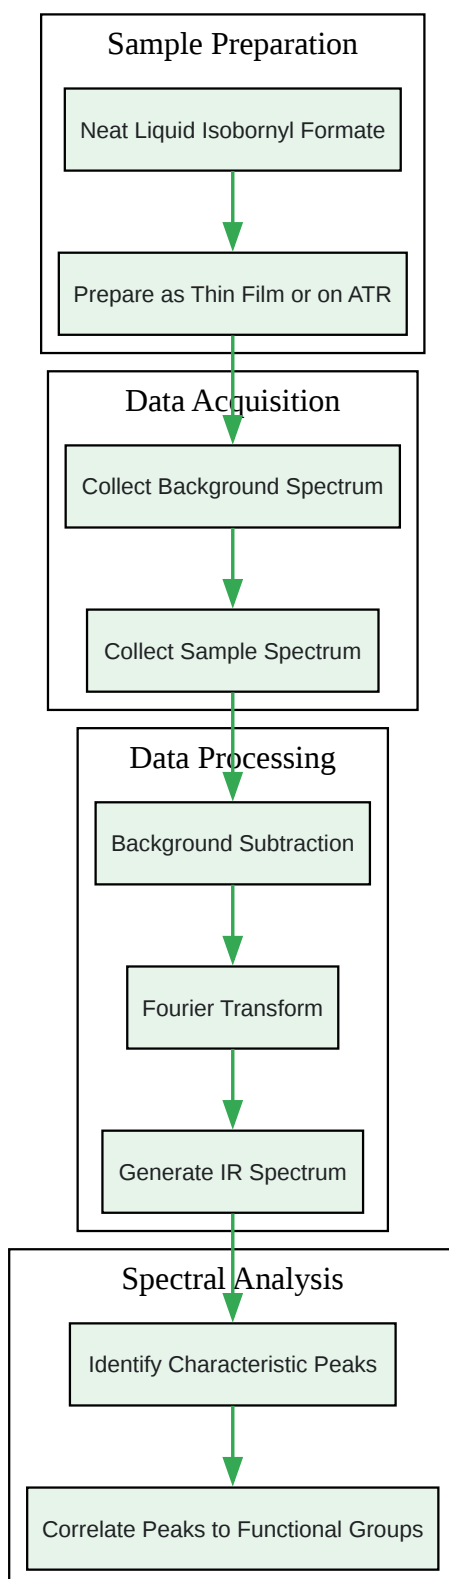 Sample Preparation
Neat Liquid Isobornyl Formate
Prepare as Thin Film or on ATR
Data Acquisition
Collect Background Spectrum
Collect Sample Spectrum
Data Processing
Background Subtraction
Fourier Transform
Generate IR Spectrum
Spectral Analysis
Identify Characteristic Peaks
Correlate Peaks to Functional Groups